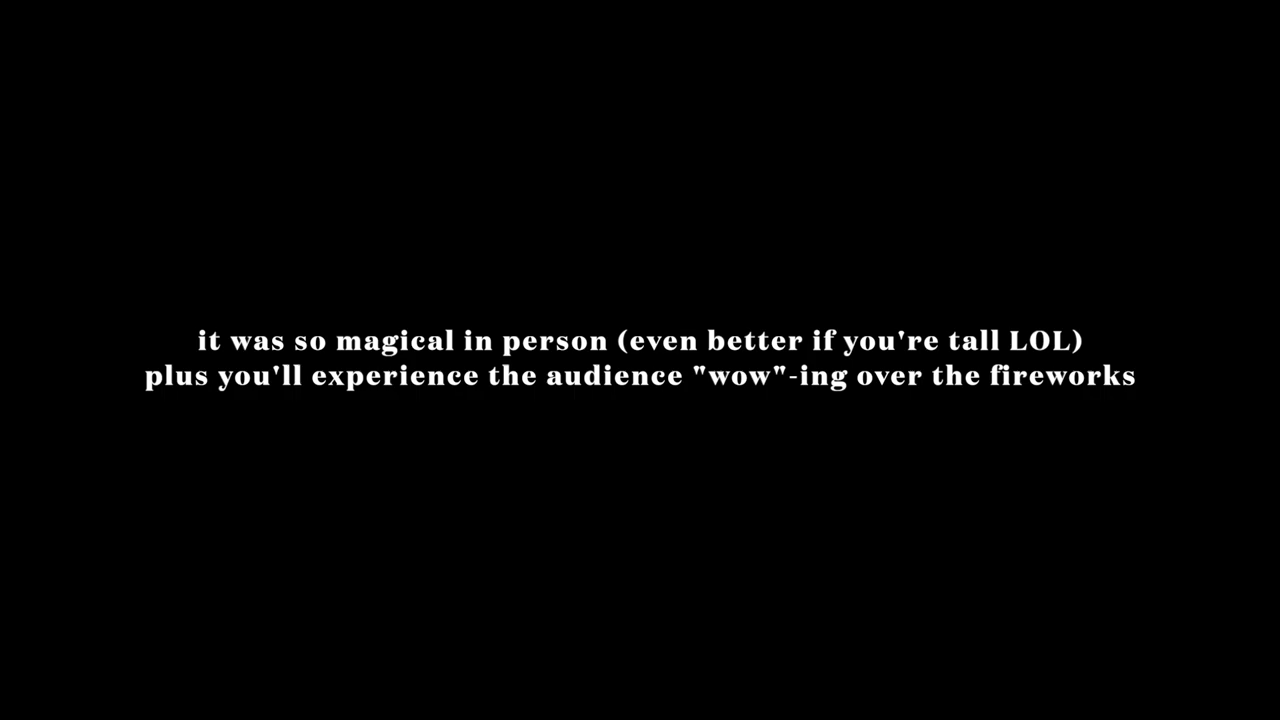 it was so magical in person (even better if you're tall LOL)
plus you'll experience the audience "wow"-ing over the fireworks